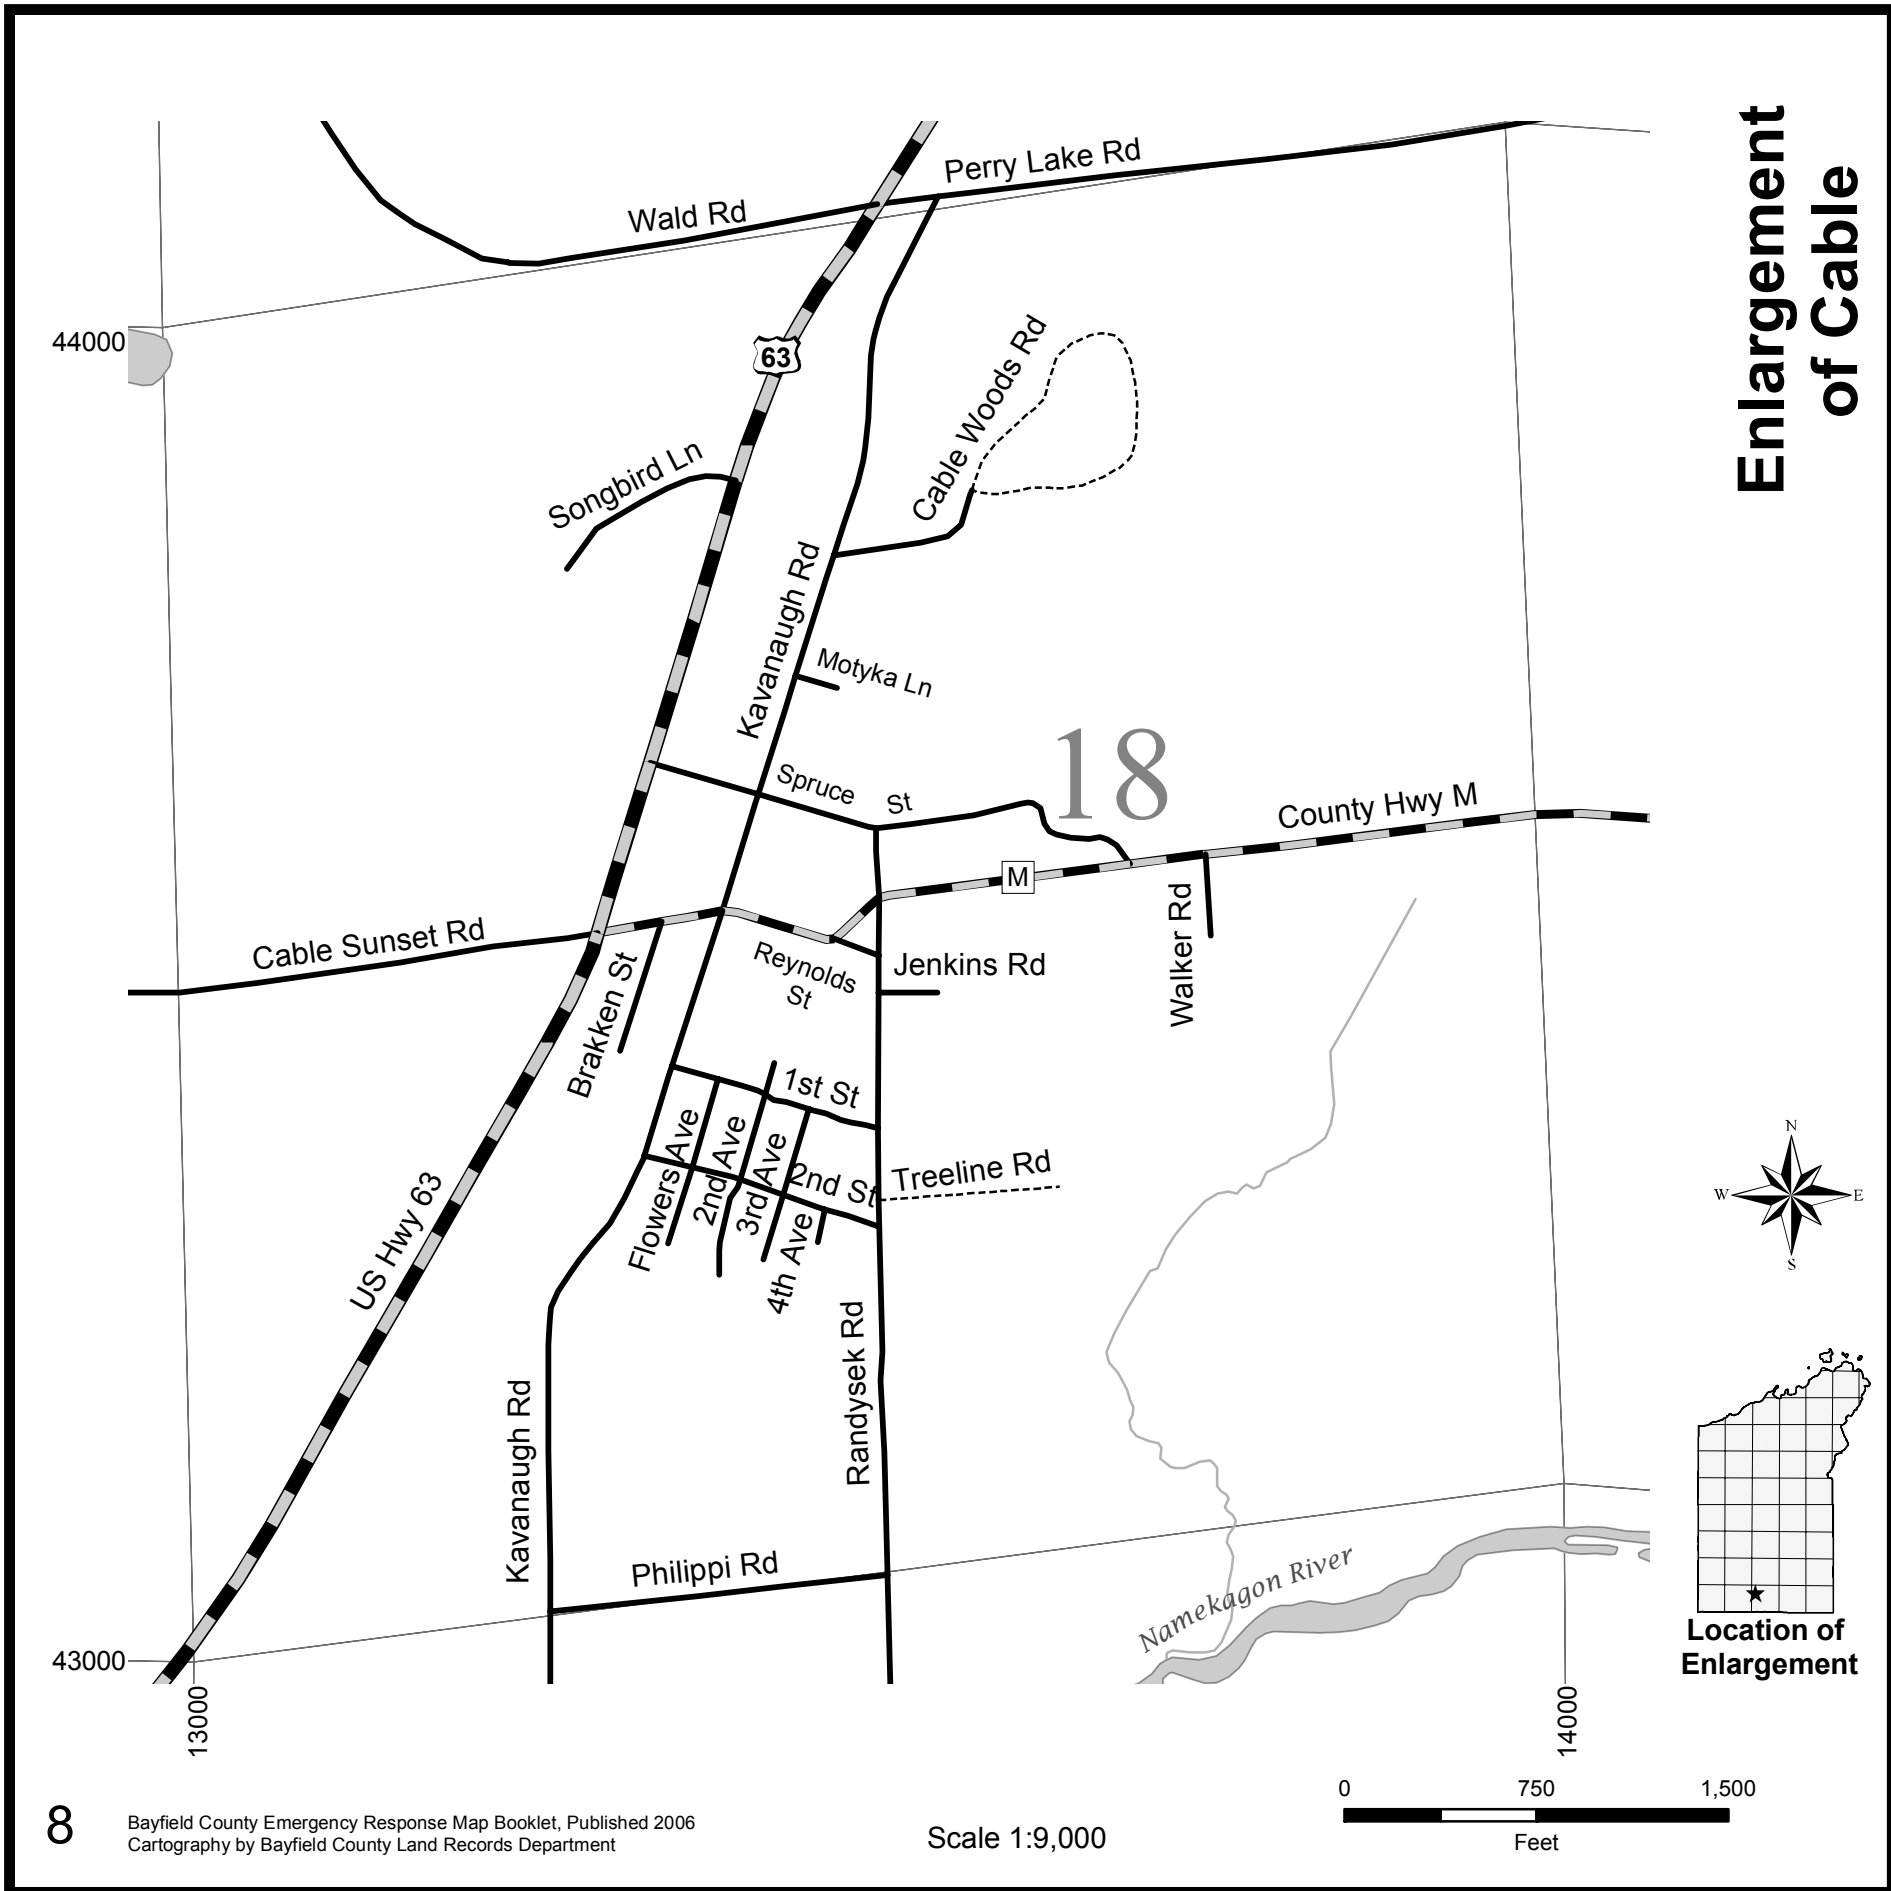 Enlargement
of Cable
Perry Lake Rd
Wald Rd
44000
63
Cable Woods Rd
Songbird Ln
Kavanaugh Rd
Motyka Ln
18
Spruce St
County Hwy M
M
Cable Sunset Rd
Walker Rd
Reynolds
St
Jenkins Rd
Brakken St
1st St
Flowers Ave
2nd Ave
3rd Ave
2nd St
Treeline Rd
4th Ave
US Hwy 63
N
W
E
S
Randysek Rd
Kavanaugh Rd
Philippi Rd
Namekagon River
Location of
Enlargement
43000
13000
14000
0 750 1,500
Feet
8
Bayfield County Emergency Response Map Booklet, Published 2006
Cartography by Bayfield County Land Records Department
Scale 1:9,000